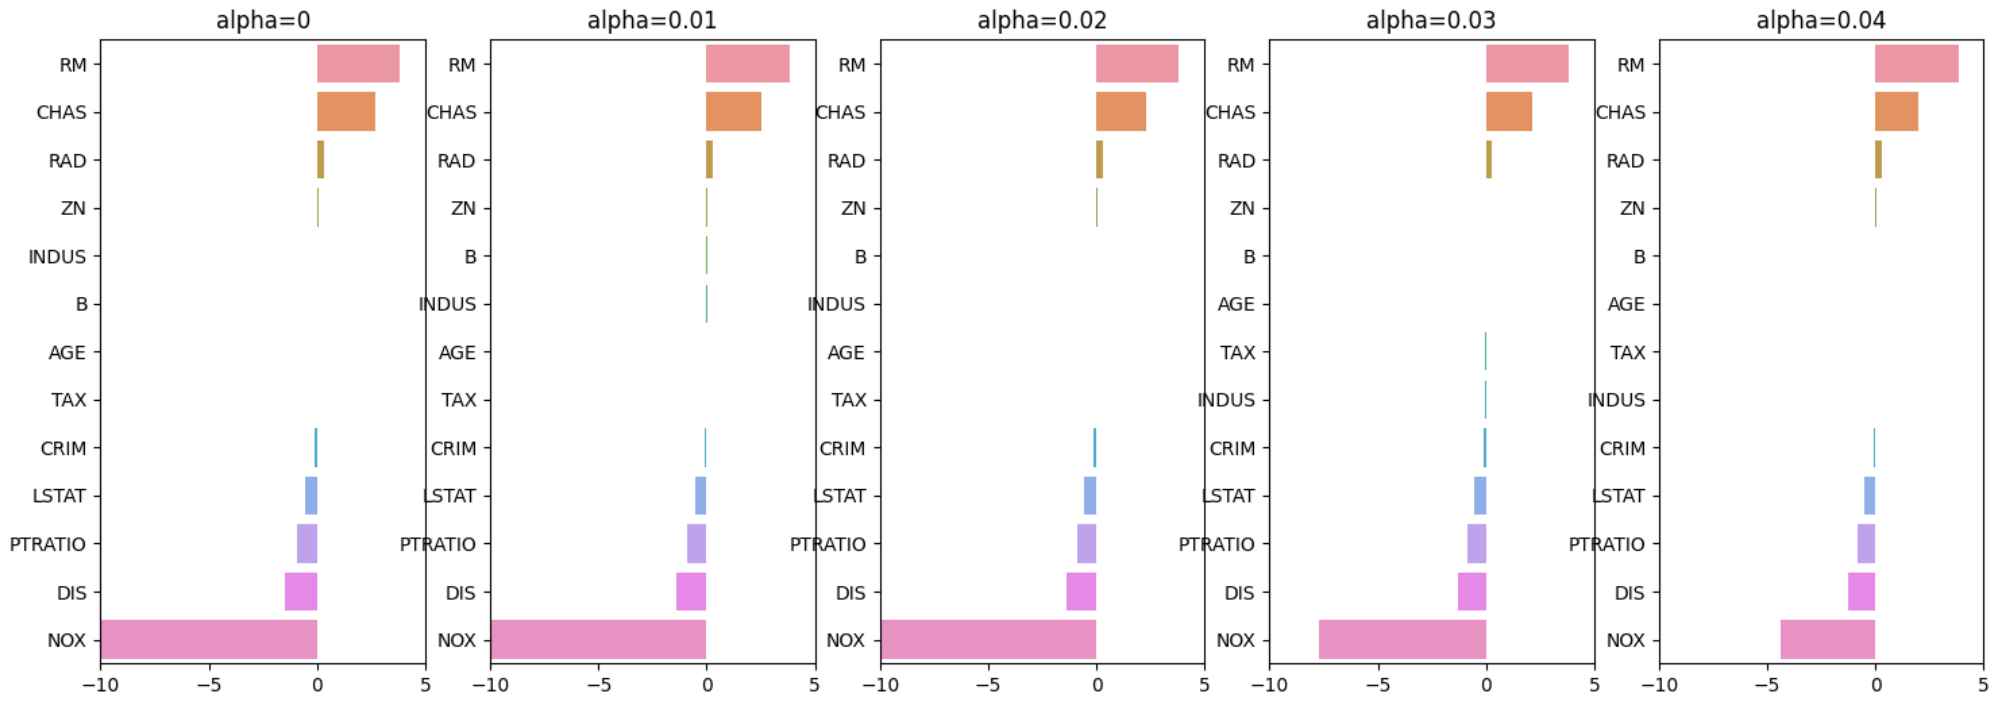 alpha=0
RM
CHAS
RAD
ZN
INDUS
B
AGE
TAX
CRIM
LSTAT
PTRATIO
DIS
NOX
−10 −5 0 5
alpha=0.01
RM
CHAS
RAD
ZN
B
INDUS
AGE
TAX
CRIM
LSTAT
PTRATIO
DIS
NOX
−10 −5 0 5
alpha=0.02
RM
CHAS
RAD
ZN
B
INDUS
AGE
TAX
CRIM
LSTAT
PTRATIO
DIS
NOX
−10 −5 0 5
alpha=0.03
RM
CHAS
RAD
ZN
B
AGE
TAX
INDUS
CRIM
LSTAT
PTRATIO
DIS
NOX
−10 −5 0 5
alpha=0.04
RM
CHAS
RAD
ZN
B
AGE
TAX
INDUS
CRIM
LSTAT
PTRATIO
DIS
NOX
−10 −5 0 5